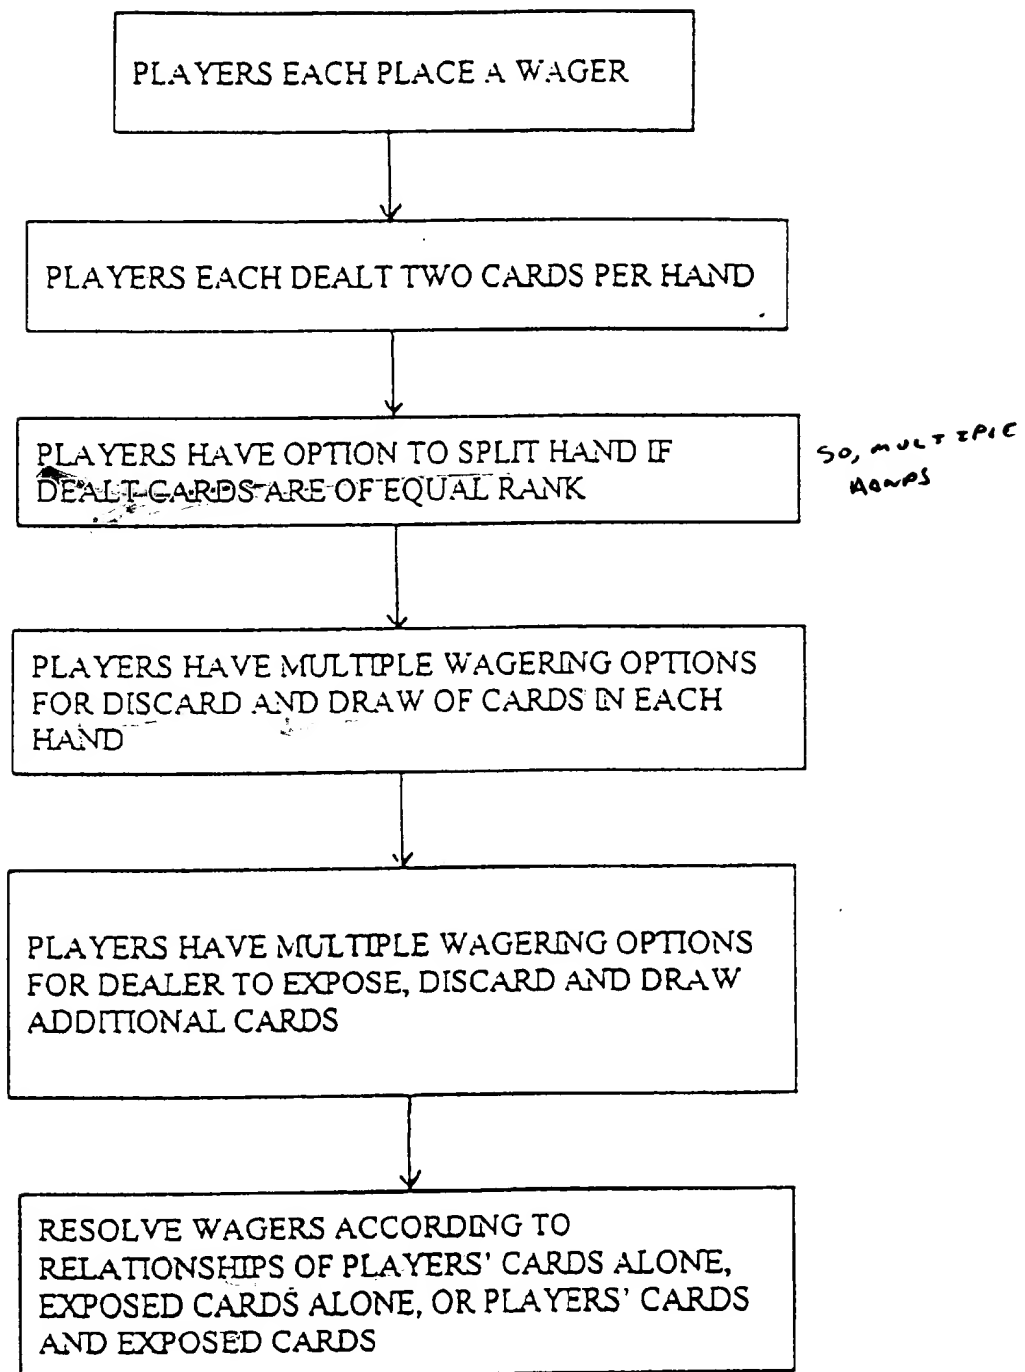 PLAYERS EACH PLACE A WAGER
PLAYERS EACH DEALT TWO CARDS PER HAND
PLAYERS HAVE OPTION TO SPLIT HAND IF
DEALT CARDS ARE OF EQUAL RANK
SO, MULTIPLE
HANDS
PLAYERS HAVE MULTIPLE WAGERING OPTIONS
FOR DISCARD AND DRAW OF CARDS IN EACH
HAND
PLAYERS HAVE MULTIPLE WAGERING OPTIONS
FOR DEALER TO EXPOSE, DISCARD AND DRAW
ADDITIONAL CARDS
RESOLVE WAGERS ACCORDING TO
RELATIONSHIPS OF PLAYERS' CARDS ALONE,
EXPOSED CARDS ALONE, OR PLAYERS' CARDS
AND EXPOSED CARDS